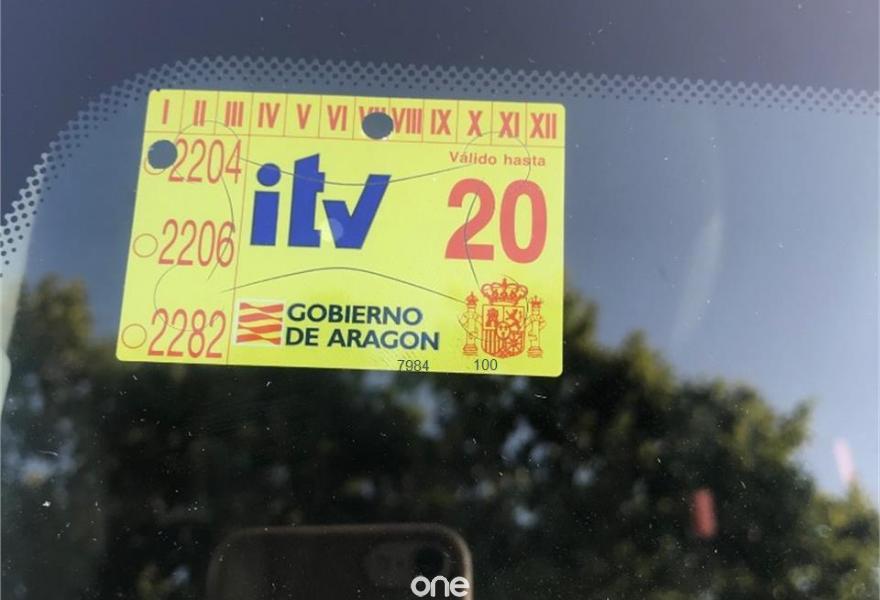 I II III IV V VI VII VIII IX X XI XII
2204
Válido hasta
itv
20
2206
GOBIERNO
DE ARAGON
2282
7984 100
one